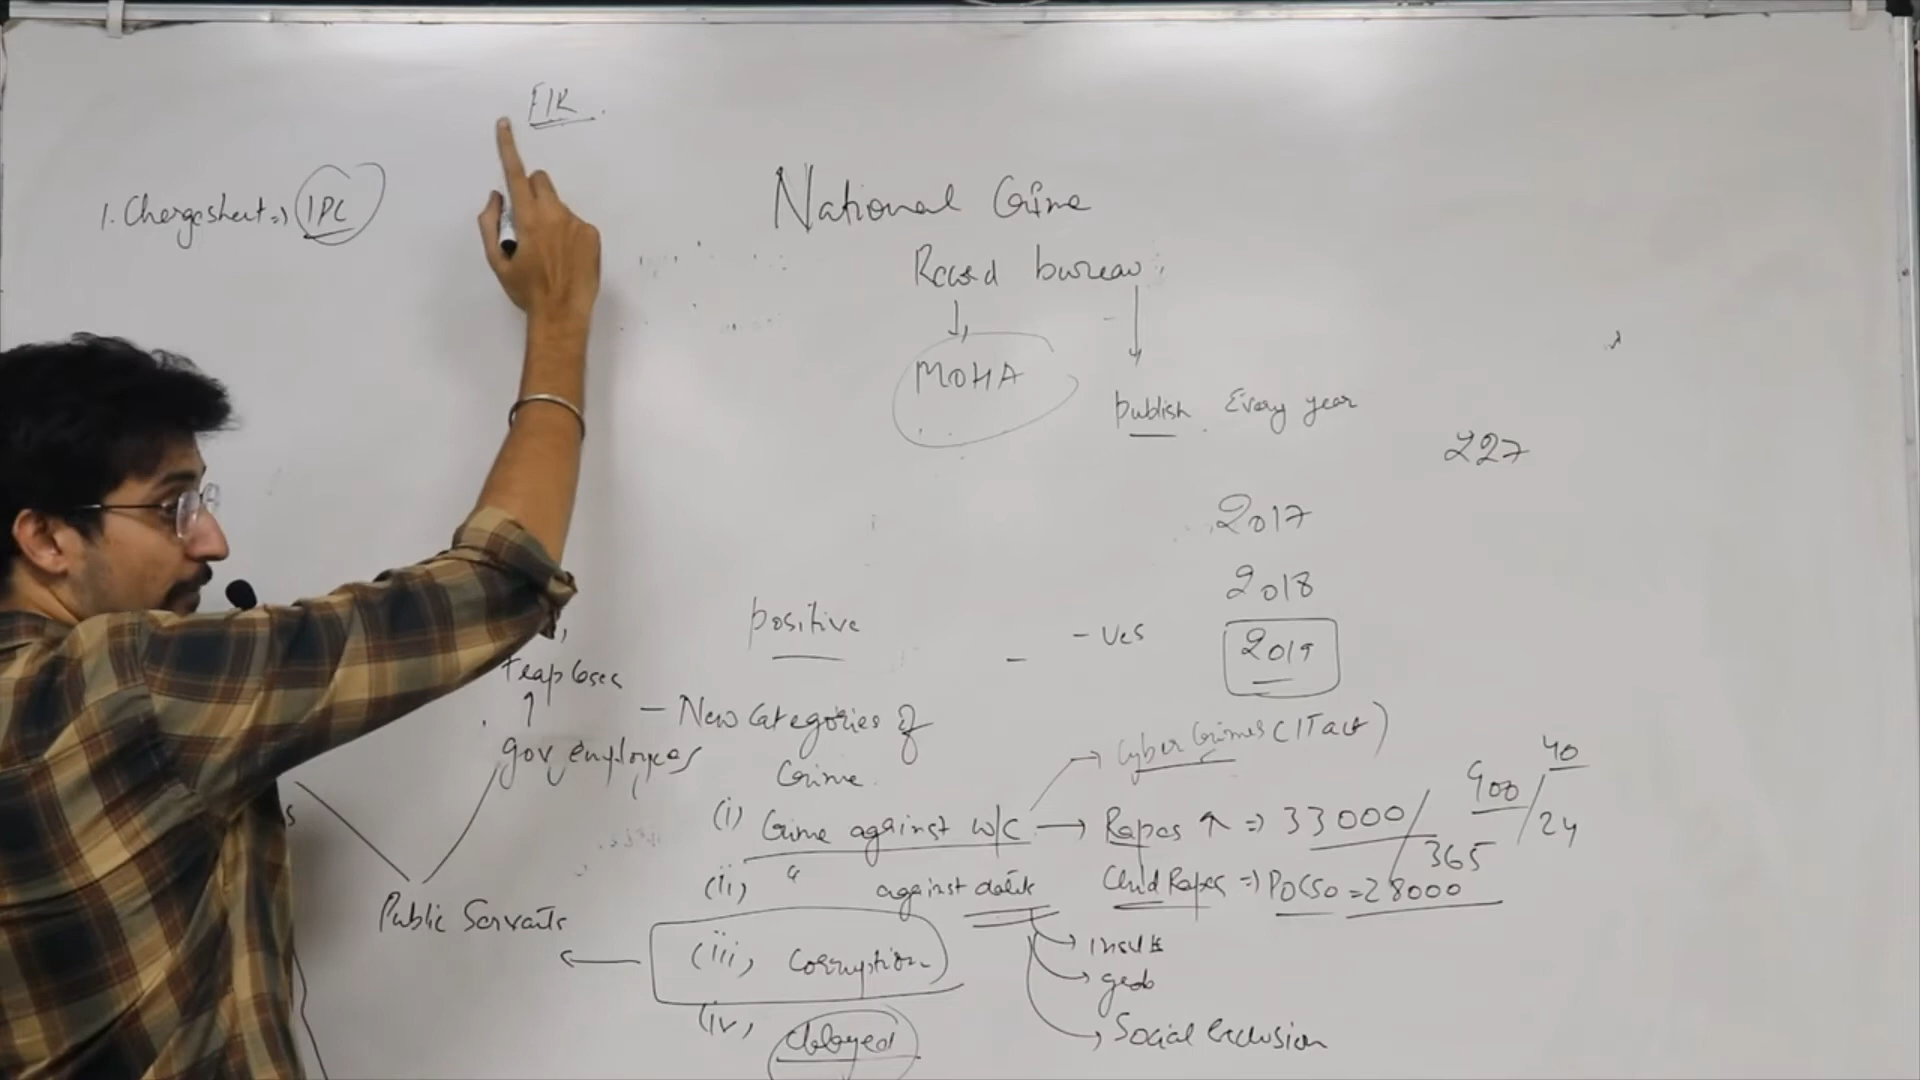 FIR
1. Chargesheet => IPC
National Crime
Record bureau
MOHA
publish Every year
227
2017
2018
2019
positive
- ves
Trap Cases
gov employees
Public Servants
- New Categories of
Crime
Cyber Crimes (IT act)
(i) Crime against w/c → Rapes ↑ => 33000/365
900/24
40
(ii) " against dalit
Child Rapes => POCSO = 28000
insult
grab
Social exclusion
(iii) Corruption
(iv) delayed